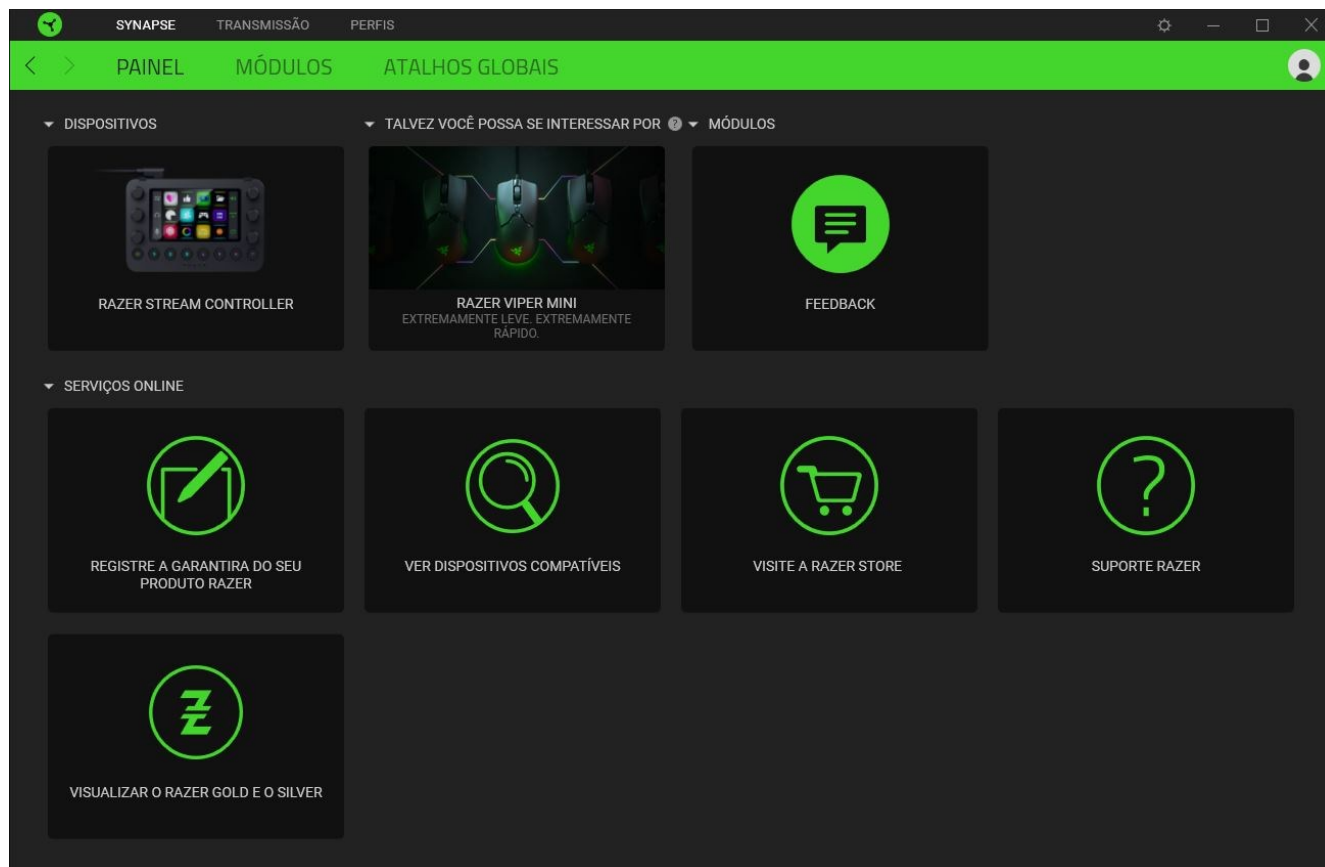 SYNAPSE
TRANSMISSÃO
PERFIS
PAINEL
MÓDULOS
ATALHOS GLOBAIS
DISPOSITIVOS
TALVEZ VOCÊ POSSA SE INTERESSAR POR
?
MÓDULOS
RAZER STREAM CONTROLLER
RAZER VIPER MINI
EXTREMAMENTE LEVE. EXTREMAMENTE
RÁPIDO.
FEEDBACK
SERVIÇOS ONLINE
REGISTRE A GARANTIRA DO SEU
PRODUTO RAZER
VER DISPOSITIVOS COMPATÍVEIS
VISITE A RAZER STORE
?
SUPORTE RAZER
VISUALIZAR O RAZER GOLD E O SILVER